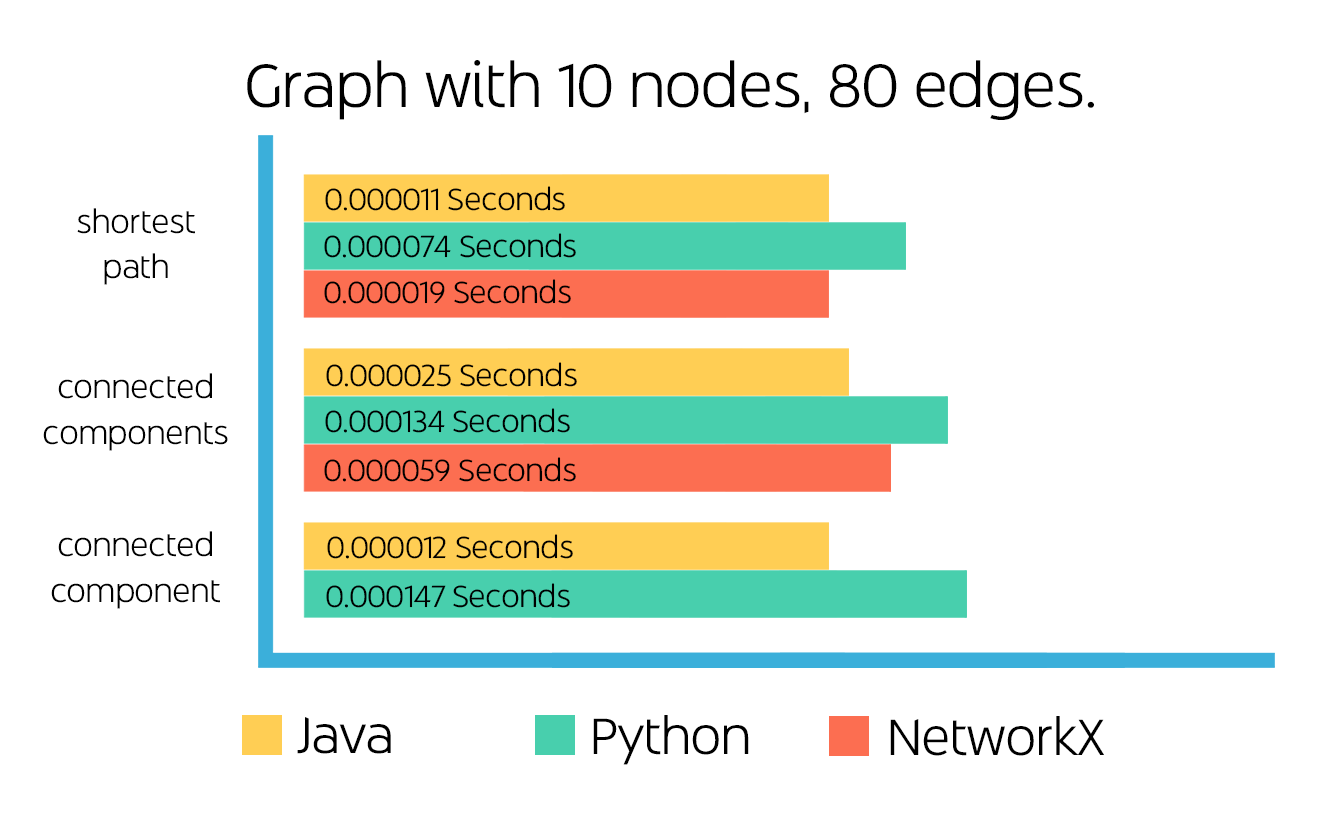 Graph with 10 nodes, 80 edges.
shortest
path
0.000011 Seconds
0.000074 Seconds
0.000019 Seconds
connected
components
0.000025 Seconds
0.000134 Seconds
0.000059 Seconds
connected
component
0.000012 Seconds
0.000147 Seconds
Java
Python
NetworkX